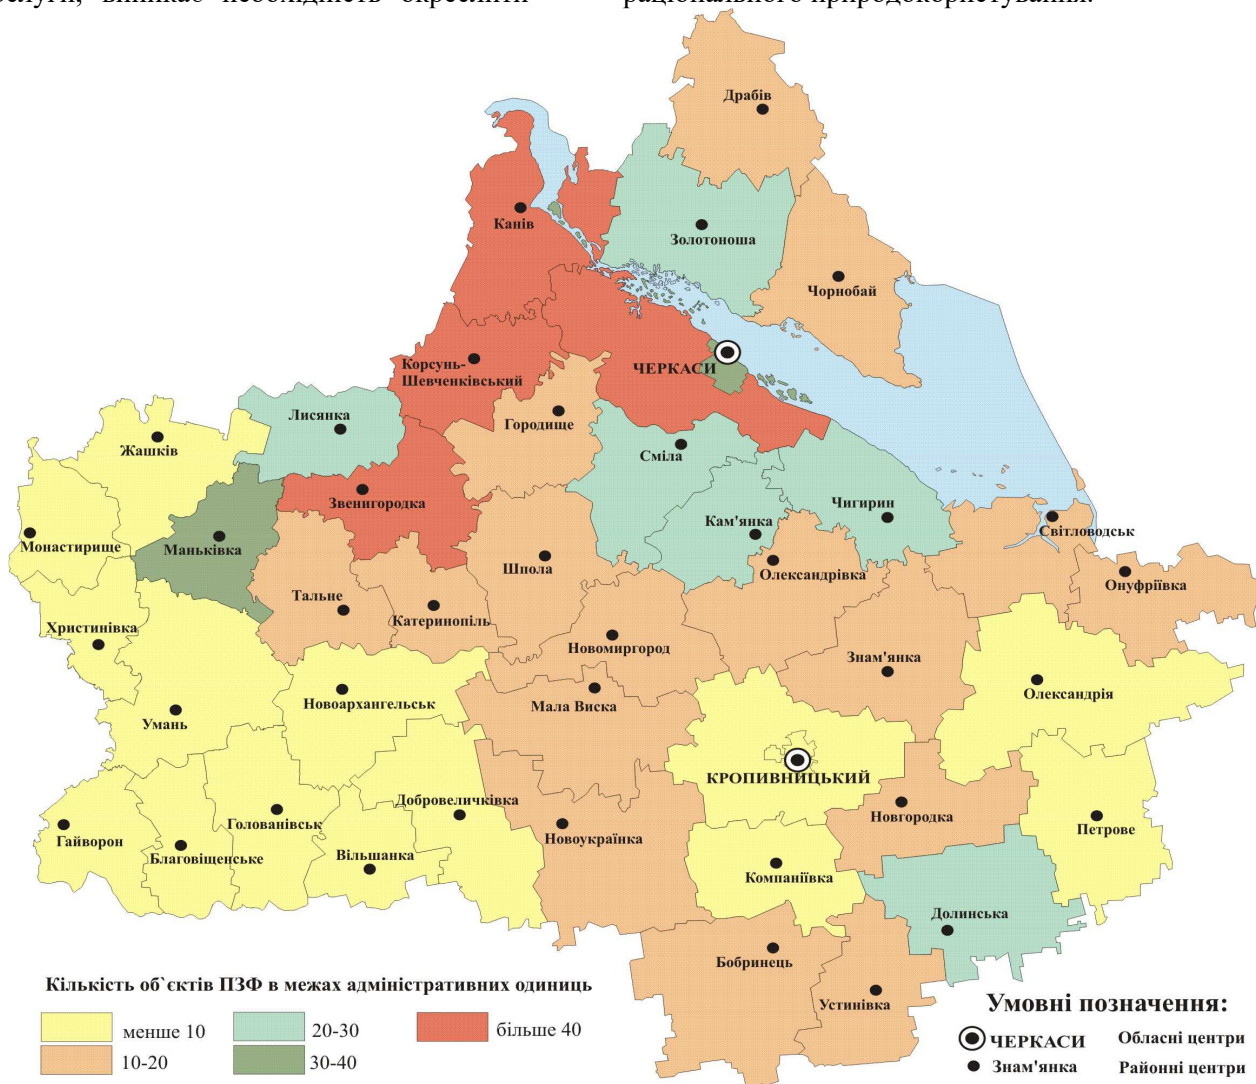 виникає необхідність окреслити
раціонального природокористування.
Драбів
Канів
Золотоноша
Чорнобай
Корсунь-
Шевченківський
ЧЕРКАСИ
Лисянка
Городище
Жашків
Сміла
Звенигородка
Чигирин
Кам'янка
Монастирище
Маньківка
Світловодськ
Шпола
Олександрівка
Онуфріївка
Тальне
Катеринопіль
Христинівка
Новомиргород
Знам'янка
Новоархангельськ
Мала Виска
Олександрія
Умань
КРОПИВНИЦЬКИЙ
Добровеличківка
Голованівськ
Новгородка
Петрове
Гайворон
Благовіщенське
Вільшанка
Новоукраїнка
Компаніївка
Долинська
Бобринець
Устинівка
Кількість об`єктів ПЗФ в межах адміністративних одиниць
менше 10
20-30
більше 40
10-20
30-40
Умовні позначення:
ЧЕРКАСИ Обласні центри
Знам'янка Районні центри